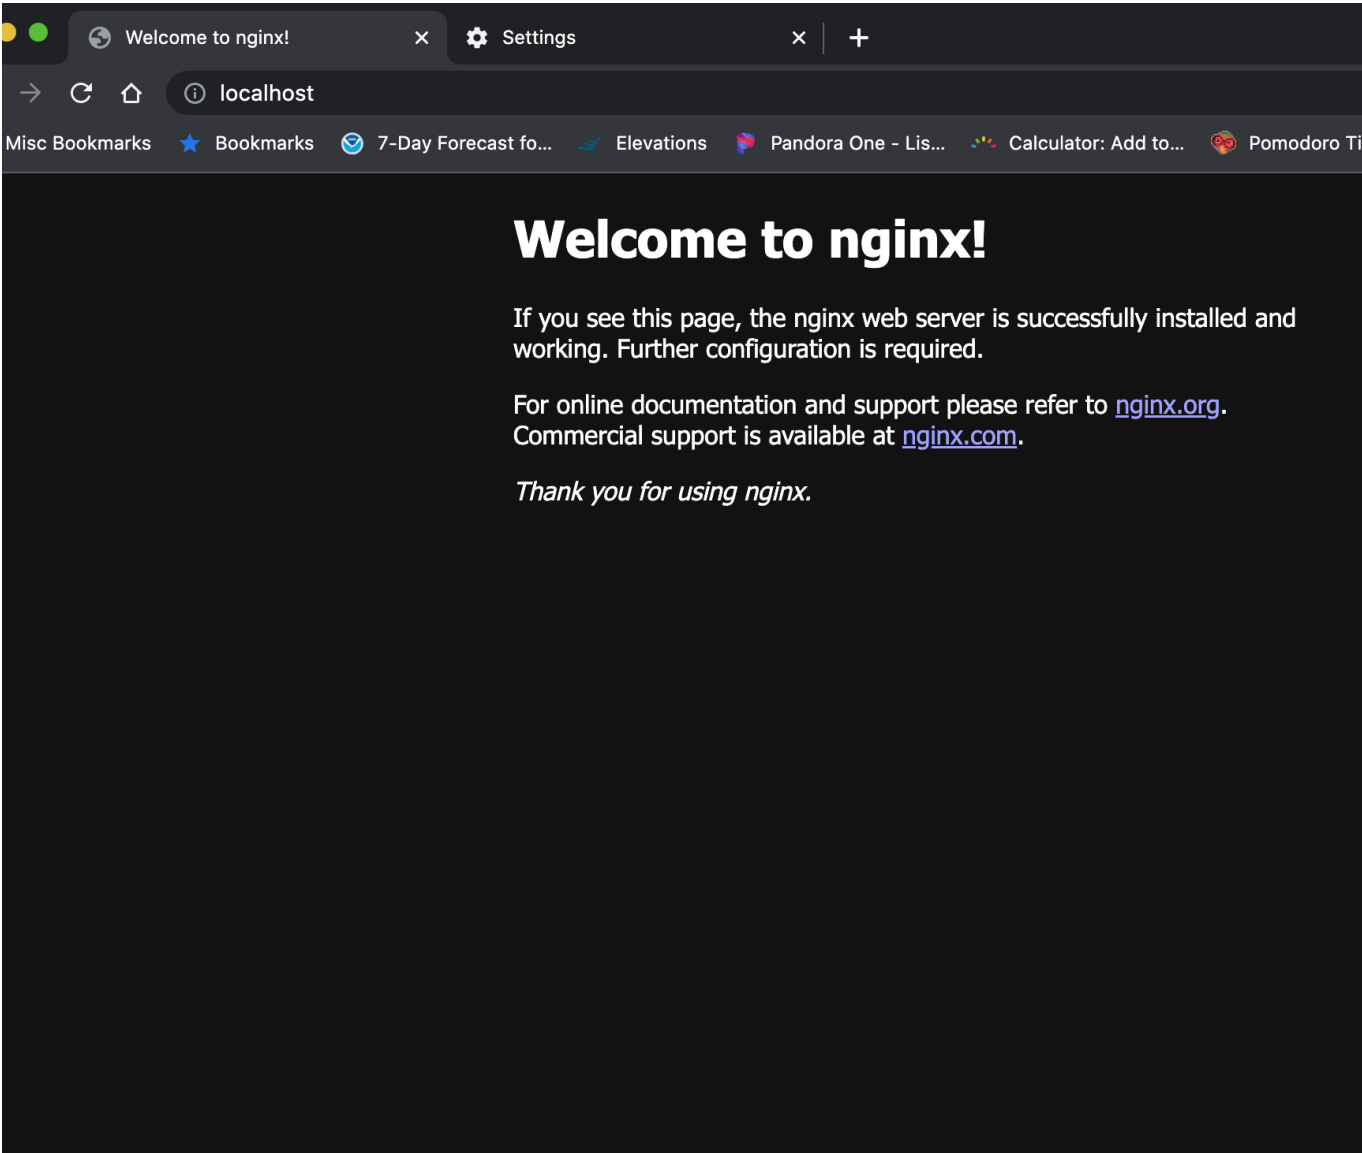 Welcome to nginx!
Settings
localhost
Misc Bookmarks Bookmarks 7-Day Forecast fo... Elevations Pandora One - Lis... Calculator: Add to... Pomodoro Ti
Welcome to nginx!
If you see this page, the nginx web server is successfully installed and
working. Further configuration is required.
For online documentation and support please refer to nginx.org.
Commercial support is available at nginx.com.
Thank you for using nginx.